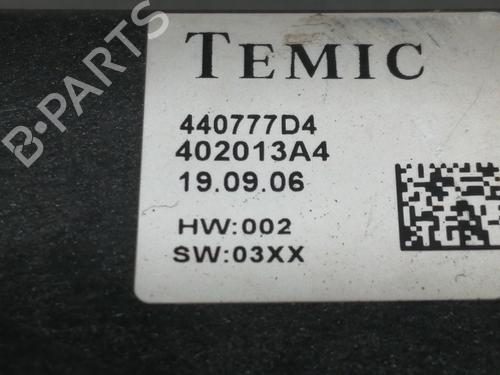 TEMIC
440777D4
402013A4
19.09.06
HW:002
SW:03XX
B-PARTS